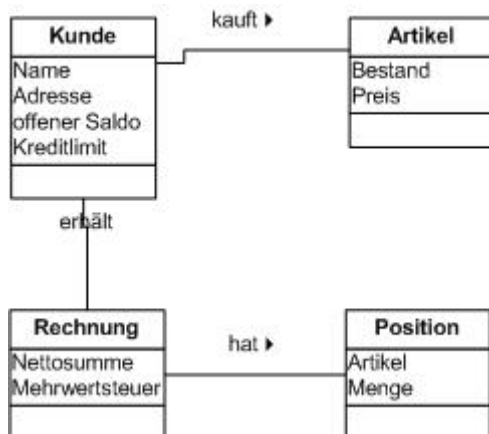 kauft
Kunde
Artikel
Name
Adresse
offener Saldo
Kreditlimit
Bestand
Preis
erhält
Rechnung
hat
Position
Nettosumme
Mehrwertsteuer
Artikel
Menge